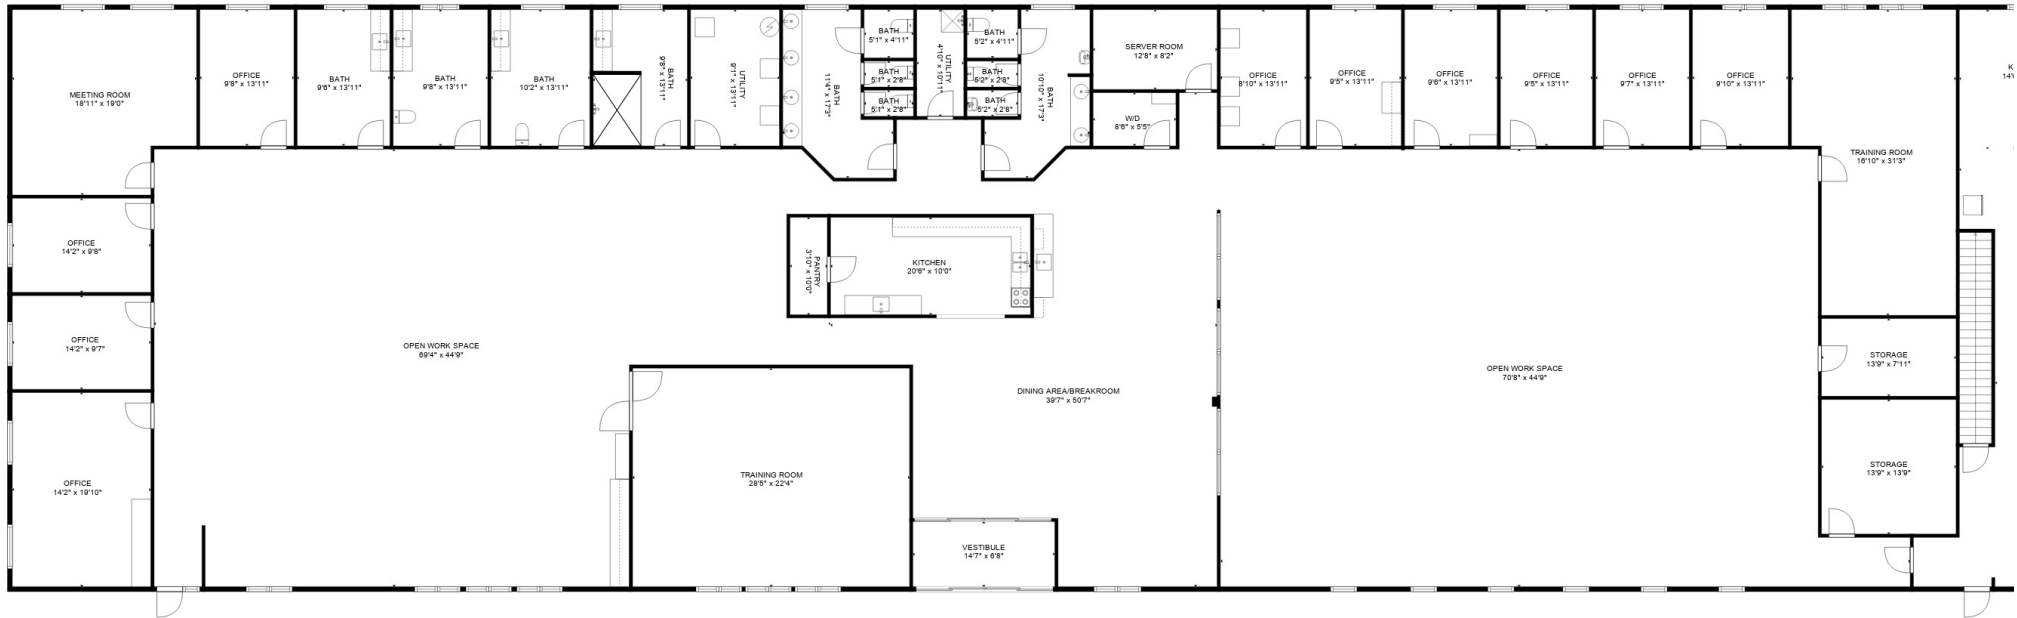 MEETING ROOM
18'11" x 19'0"
OFFICE
9'8" x 13'11"
BATH
9'6" x 13'11"
BATH
9'8" x 13'11"
BATH
10'2" x 13'11"
BATH
9'8" x 13'11"
UTILITY
9'1" x 13'11"
BATH
11'4" x 17'3"
BATH
5'1" x 4'11"
BATH
5'1" x 2'8"
BATH
5'1" x 2'8"
UTILITY
4'10" x 10'11"
BATH
5'2" x 4'11"
BATH
5'2" x 2'8"
BATH
5'2" x 2'8"
BATH
10'10" x 17'3"
SERVER ROOM
12'8" x 8'2"
W/D
8'6" x 5'5"
OFFICE
8'10" x 13'11"
OFFICE
9'5" x 13'11"
OFFICE
9'6" x 13'11"
OFFICE
9'5" x 13'11"
OFFICE
9'7" x 13'11"
OFFICE
9'10" x 13'11"
TRAINING ROOM
16'10" x 31'3"
OFFICE
14'2" x 9'8"
OFFICE
14'2" x 9'7"
OFFICE
14'2" x 19'10"
OPEN WORK SPACE
69'4" x 44'9"
PANTRY
3'10" x 10'0"
KITCHEN
20'6" x 10'0"
TRAINING ROOM
28'5" x 22'4"
DINING AREA/BREAKROOM
39'7" x 50'7"
VESTIBULE
14'7" x 6'8"
OPEN WORK SPACE
70'8" x 44'9"
STORAGE
13'9" x 7'11"
STORAGE
13'9" x 13'9"